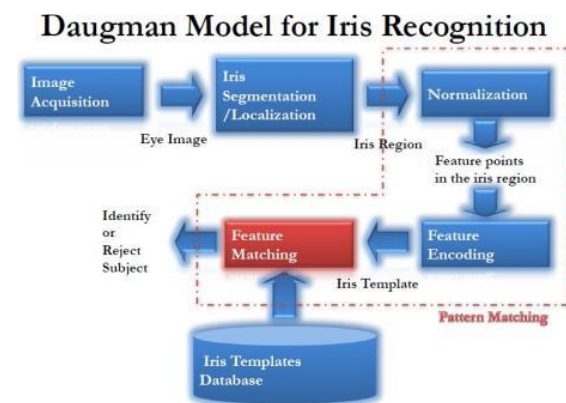 Daugman Model for Iris Recognition
Image
Acquisition
Eye Image
Iris
Segmentation
/Localization
Iris Region
Normalization
Feature points
in the iris region
Feature
Encoding
Iris Template
Feature
Matching
Identify
or
Reject
Subject
Pattern Matching
Iris Templates
Database